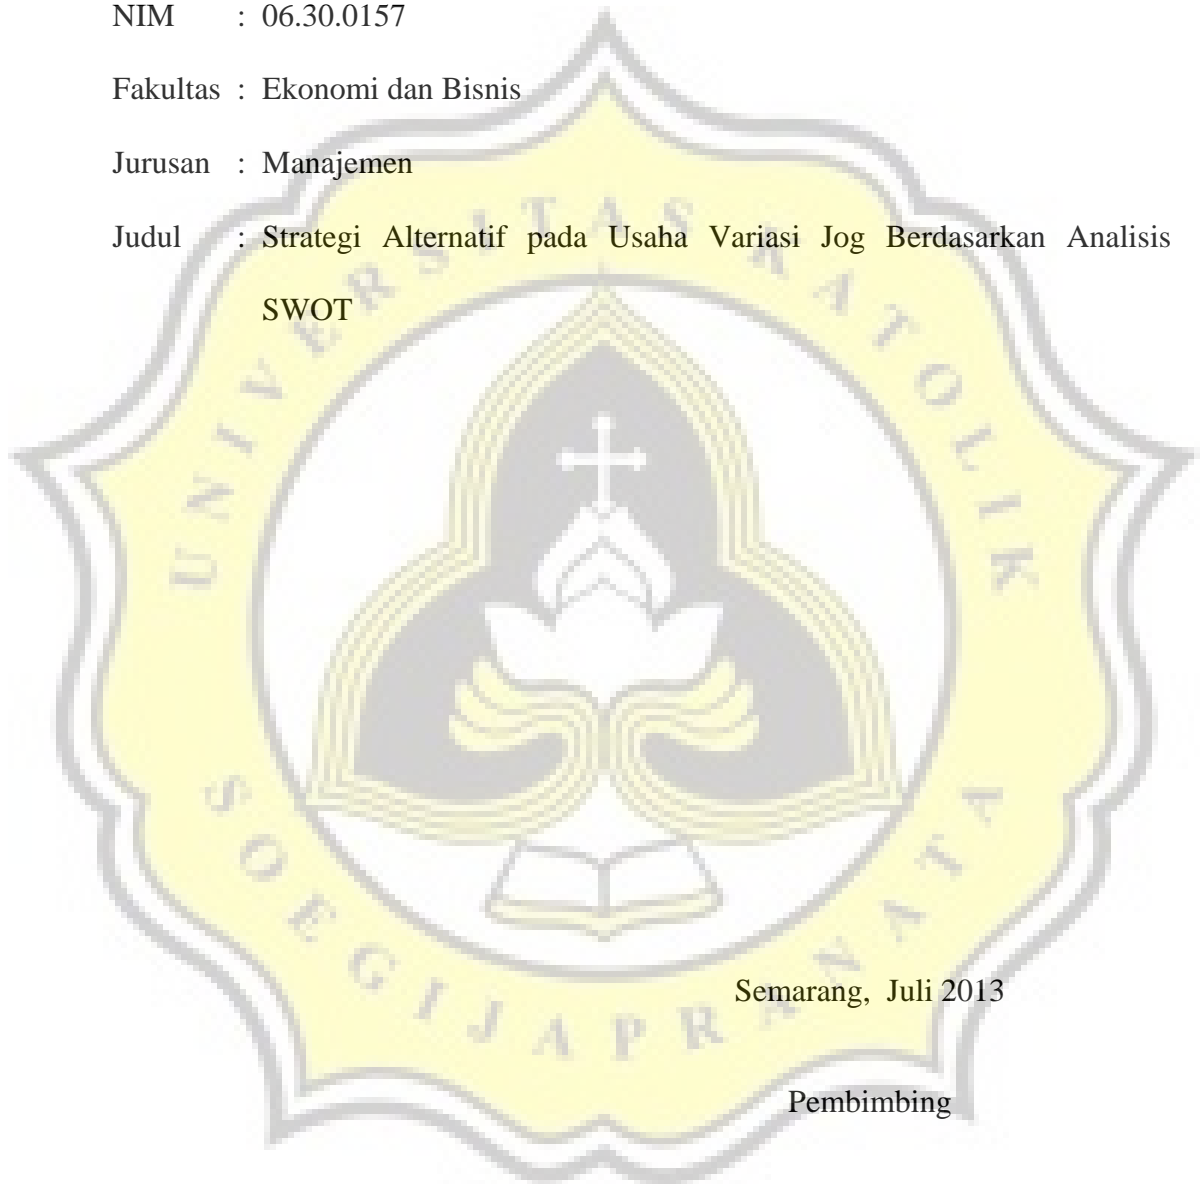 NIM : 06.30.0157
Fakultas : Ekonomi dan Bisnis
Jurusan : Manajemen
Judul : Strategi Alternatif pada Usaha Variasi Jog Berdasarkan Analisis
SWOT
UNIVERSITAS KATOLIK
SOEGIJAPRANATA
Semarang, Juli 2013
Pembimbing